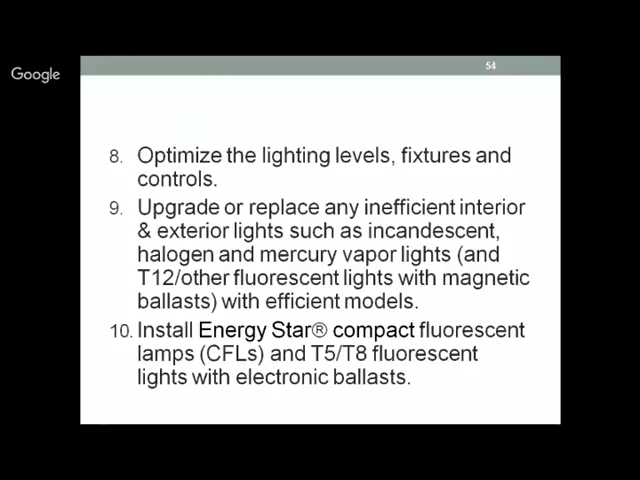 Google
54
8. Optimize the lighting levels, fixtures and
controls.
9. Upgrade or replace any inefficient interior
& exterior lights such as incandescent,
halogen and mercury vapor lights (and
T12/other fluorescent lights with magnetic
ballasts) with efficient models.
10. Install Energy Star® compact fluorescent
lamps (CFLs) and T5/T8 fluorescent
lights with electronic ballasts.